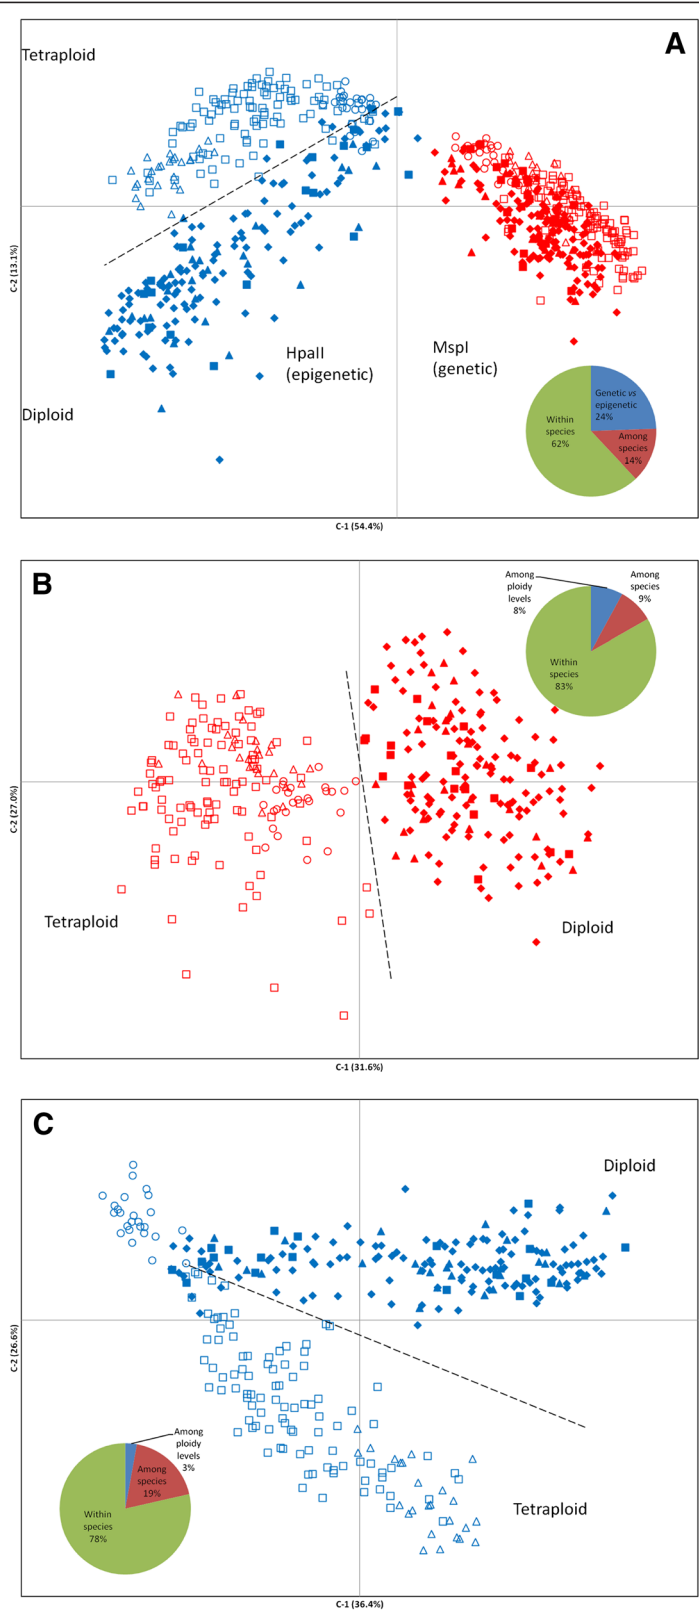 A
Tetraploid
C-2 (13.1%)
HpaII
(epigenetic)
MspI
(genetic)
Diploid
Genetic vs
epigenetic
24%
Within
species
62%
Among
species
14%
C-1 (54.4%)
B
Among
ploidy
levels
8%
Among
species
9%
Within
species
83%
C-2 (27.0%)
Tetraploid
Diploid
C-1 (31.6%)
C
Diploid
C-2 (26.6%)
Among
ploidy
levels
3%
Among
species
19%
Within
species
78%
Tetraploid
C-1 (36.4%)